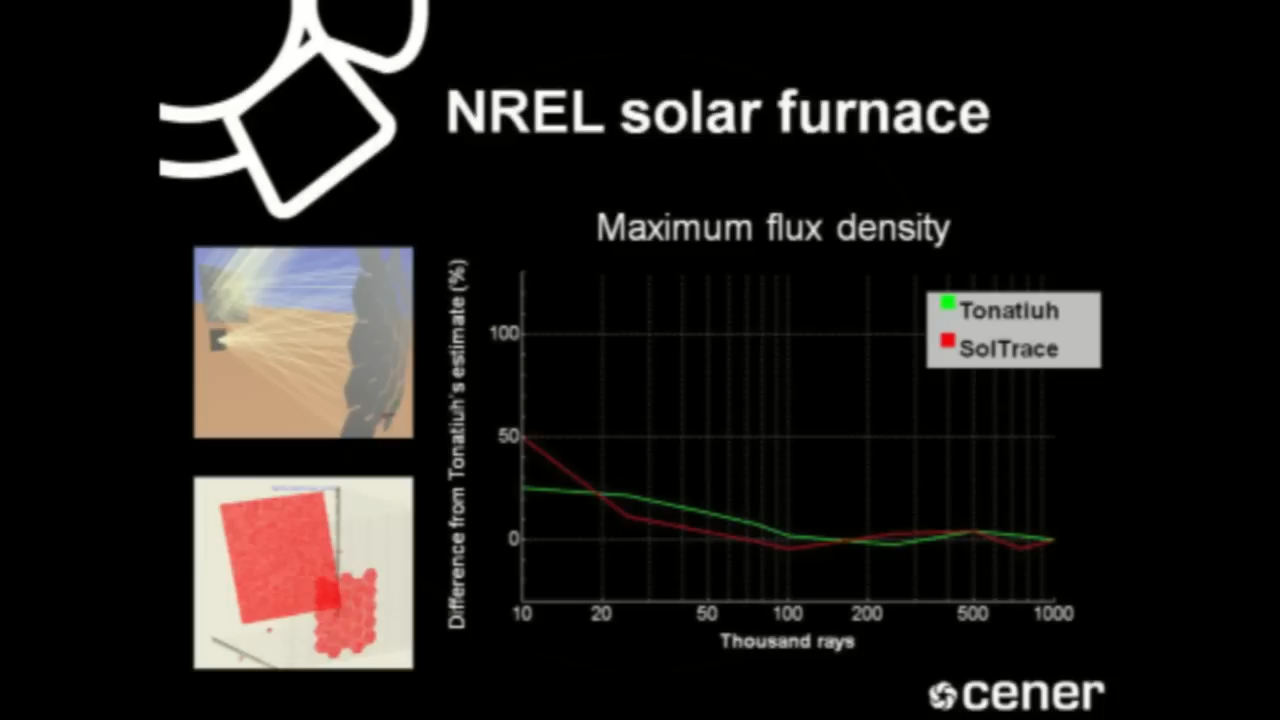 NREL solar furnace
Maximum flux density
Difference from Tonatiuh's estimate (%)
100
50
0
Tonatiuh
SolTrace
10 20 50 100 200 500 1000
Thousand rays
cener